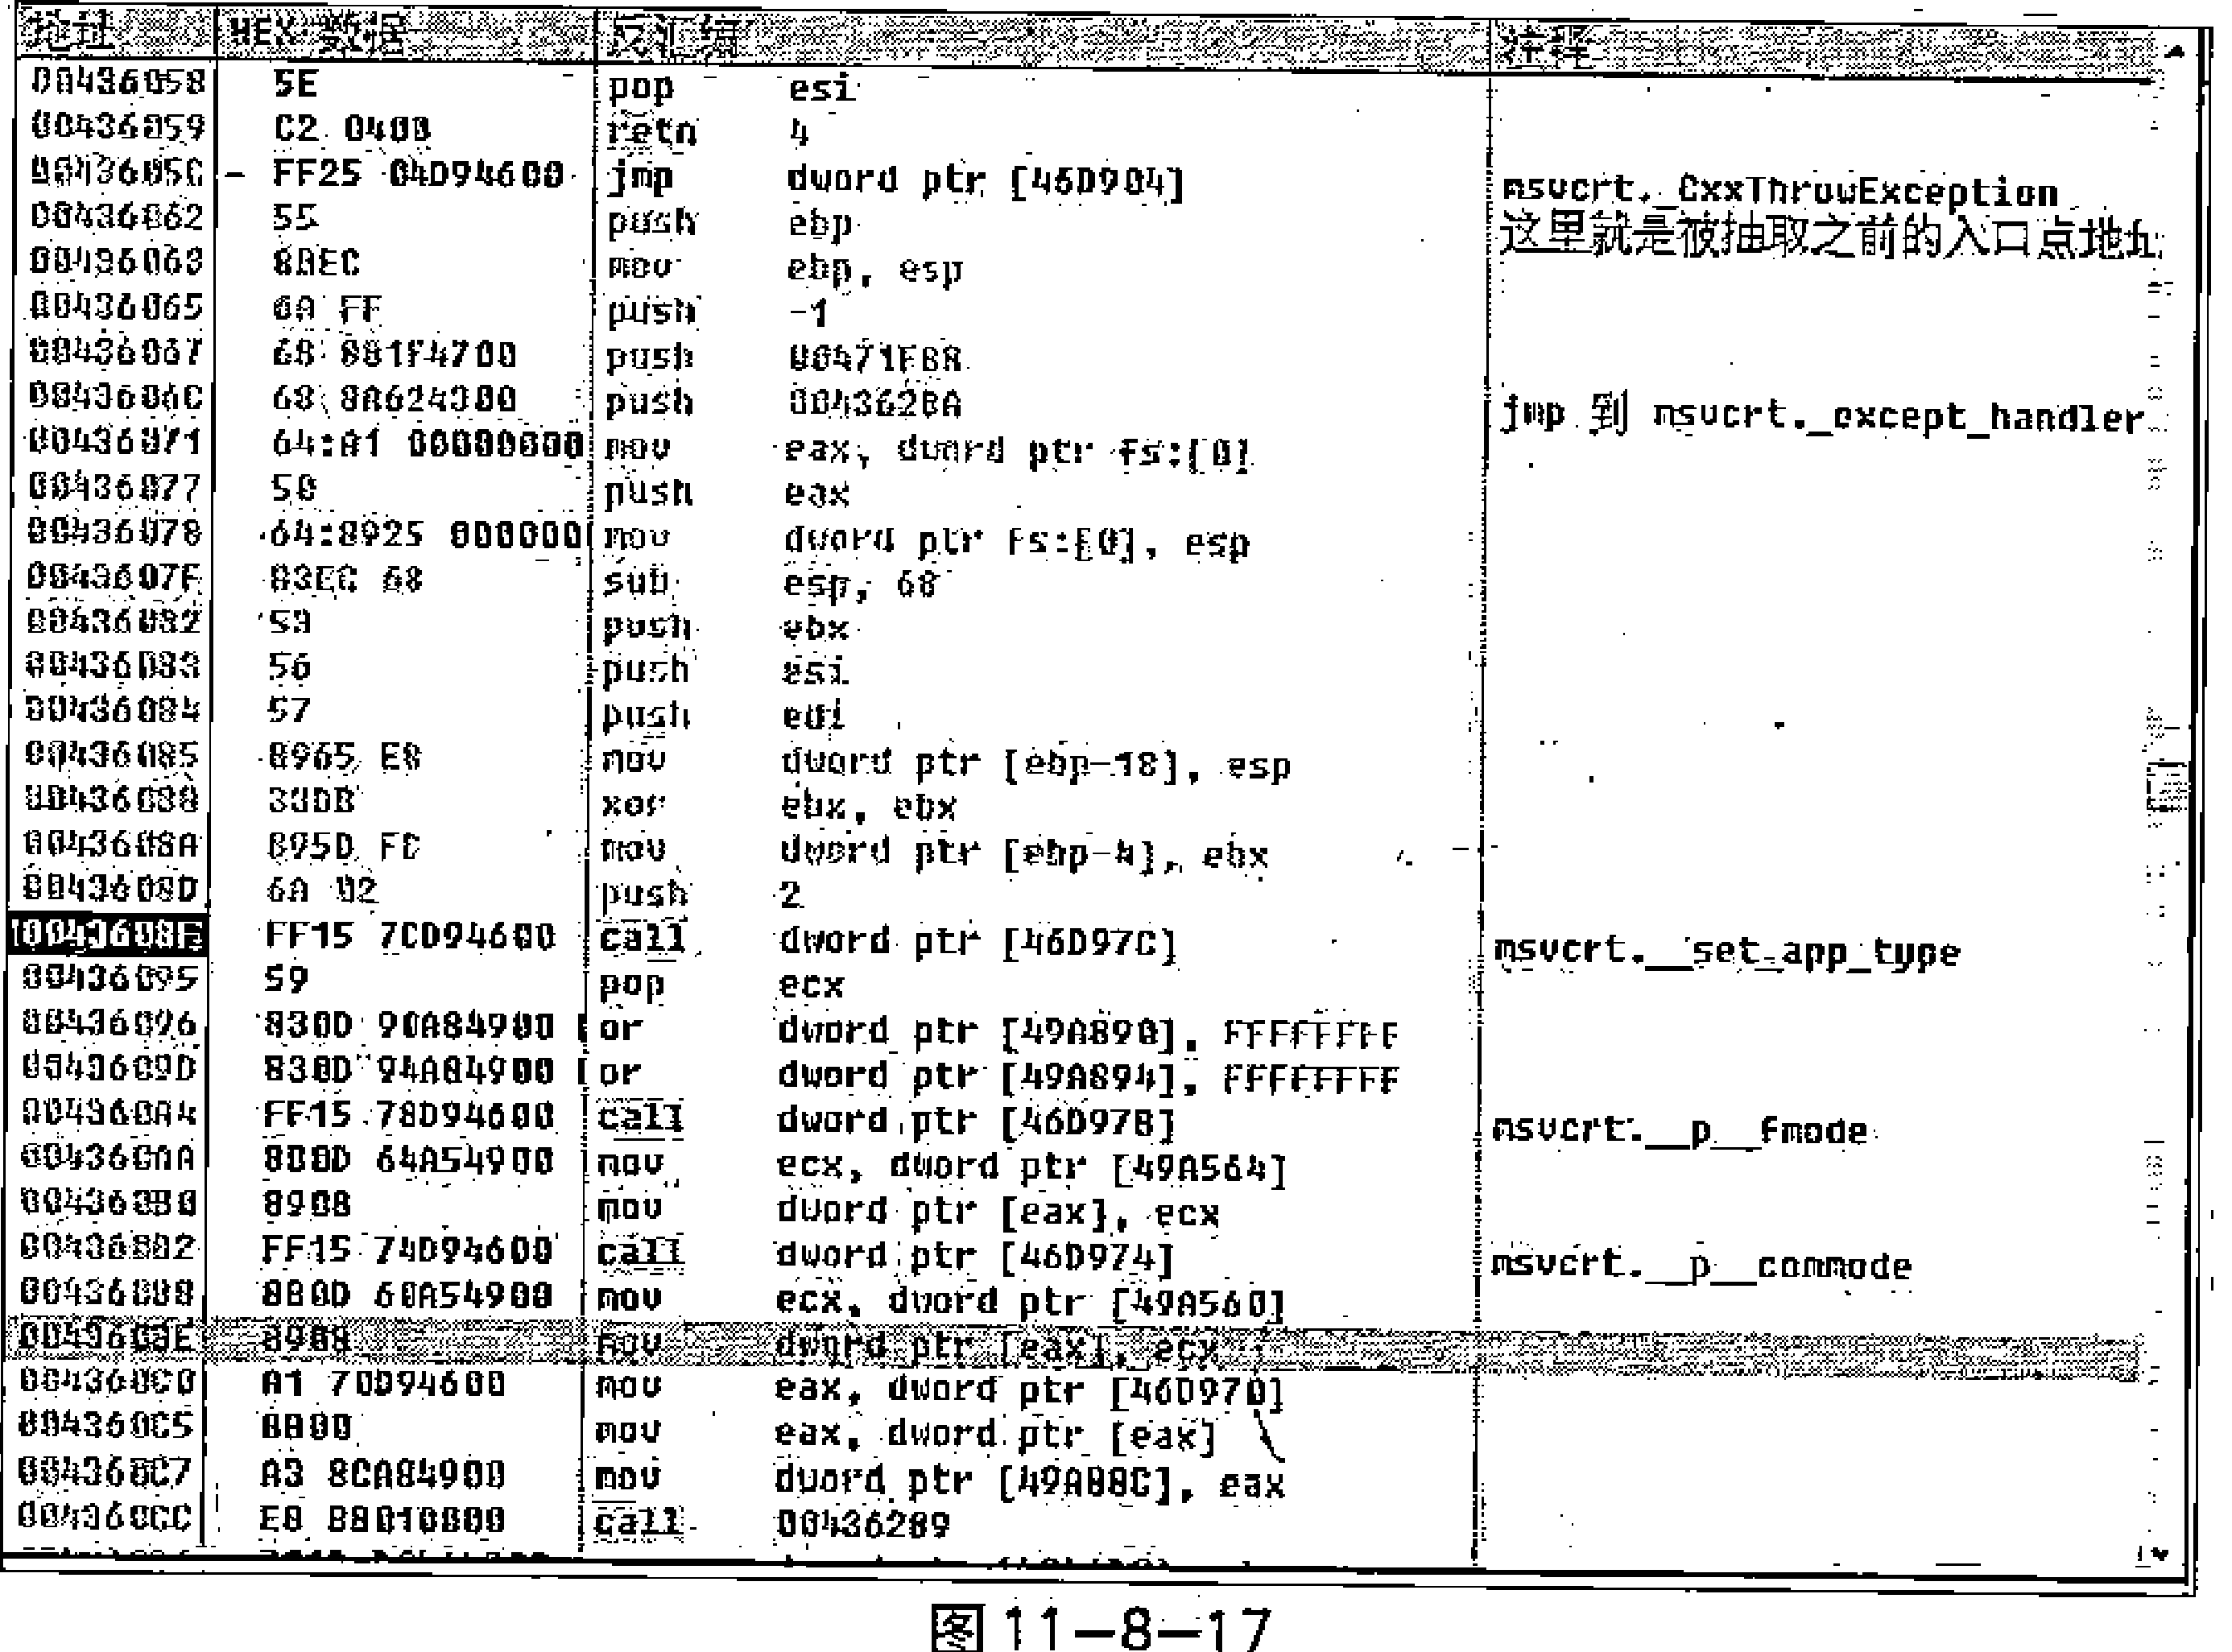 地址 HEX 数据 反汇编 注释
00436058 5E pop esi
00436059 C2 0400 retn 4
0043605C - FF25 04D94600 jmp dword ptr [46D904] msvcrt._CxxThrowException
00436062 55 push ebp 这里就是被抽取之前的入口点地址
00436063 8BEC mov ebp, esp
00436065 6A FF push -1
00436067 68 881F4700 push 00471F88
0043606C 68 8A624300 push 0043628A jmp 到 msvcrt._except_handler
00436071 64:A1 00000000 mov eax, dword ptr fs:[0]
00436077 50 push eax
00436078 64:8925 000000 mov dword ptr fs:[0], esp
0043607F 83EC 68 sub esp, 68
00436082 53 push ebx
00436083 56 push esi
00436084 57 push edi
00436085 8965 E8 mov dword ptr [ebp-18], esp
00436088 33DB xor ebx, ebx
0043608A 895D FC mov dword ptr [ebp-4], ebx
0043608D 6A 02 push 2
0043608F FF15 7CD94600 call dword ptr [46D97C] msvcrt.__set_app_type
00436095 59 pop ecx
00436096 830D 90A84900 or dword ptr [49A890], FFFFFFFF
0043609D 830D 94A84900 or dword ptr [49A894], FFFFFFFF
004360A4 FF15 78D94600 call dword ptr [46D978] msvcrt.__p__fmode
004360AA 8B0D 64A54900 mov ecx, dword ptr [49A564]
004360B0 8908 mov dword ptr [eax], ecx
004360B2 FF15 74D94600 call dword ptr [46D974] msvcrt.__p__commode
004360B8 8B0D 60A54900 mov ecx, dword ptr [49A560]
004360BE 8908 mov dword ptr [eax], ecx
004360C0 A1 70D94600 mov eax, dword ptr [46D970]
004360C5 8B00 mov eax, dword ptr [eax]
004360C7 A3 8CA84900 mov dword ptr [49A88C], eax
004360CC E8 B8010000 call 00436289
图 11-8-17